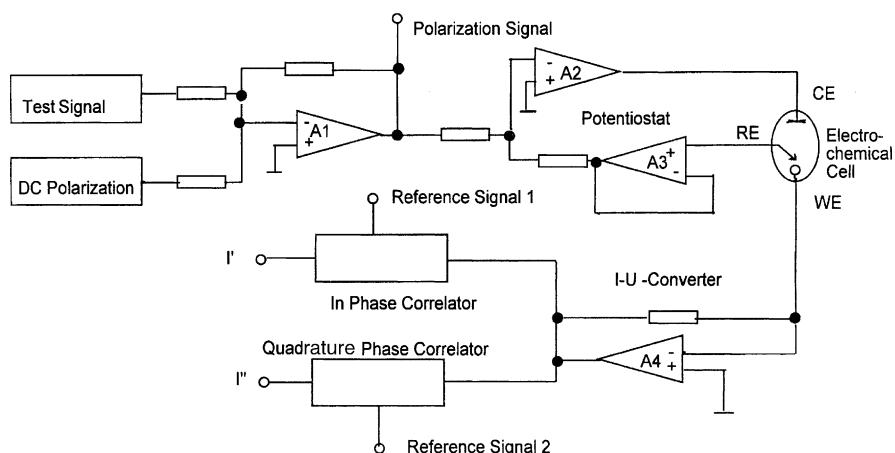 Polarization Signal
Test Signal
DC Polarization
-
+
A1
-
+
A2
Potentiostat
A3
+
-
CE
RE
Electro-
chemical
Cell
WE
Reference Signal 1
I'
In Phase Correlator
I-U -Converter
Quadrature Phase Correlator
I"
A4
-
+
Reference Signal 2